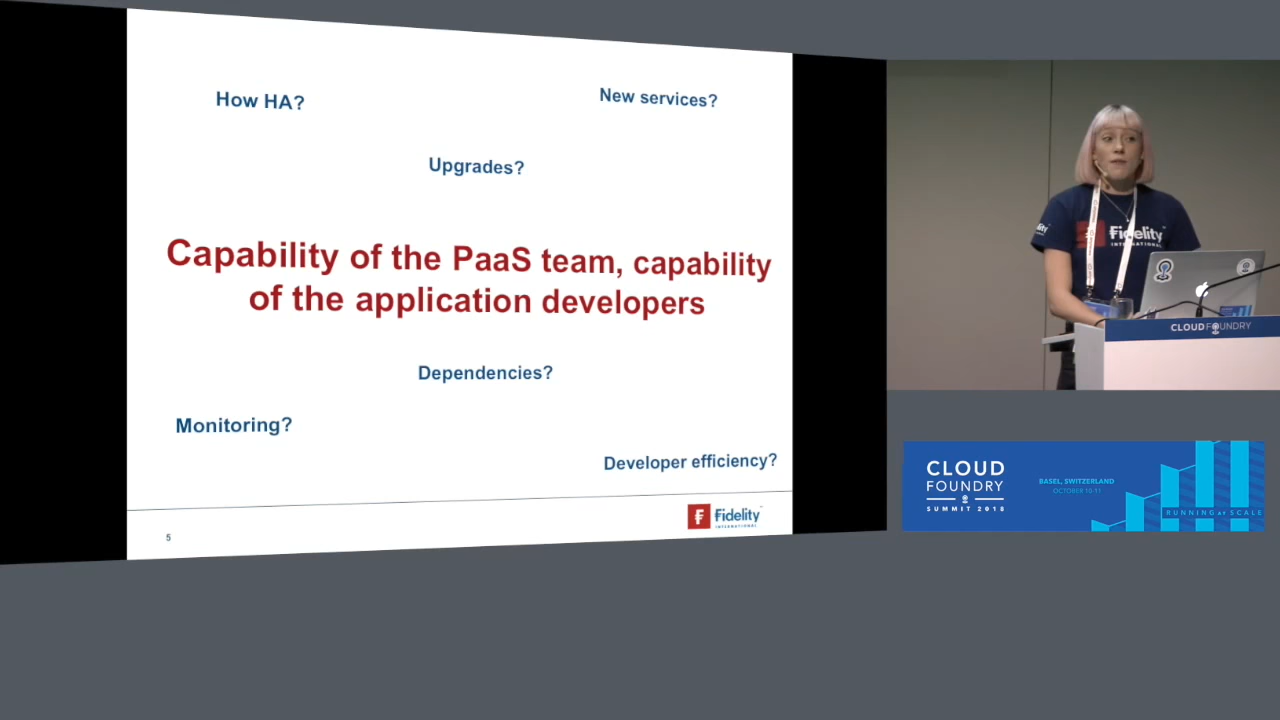 How HA?
New services?
Upgrades?
Capability of the PaaS team, capability
of the application developers
Dependencies?
Monitoring?
Developer efficiency?
Fidelity
INTERNATIONAL
5
Fidelity
INTERNATIONAL
CLOUD FOUNDRY
CLOUD
FOUNDRY
SUMMIT 2018
BASEL, SWITZERLAND
OCTOBER 10-11
RUNNING AT SCALE